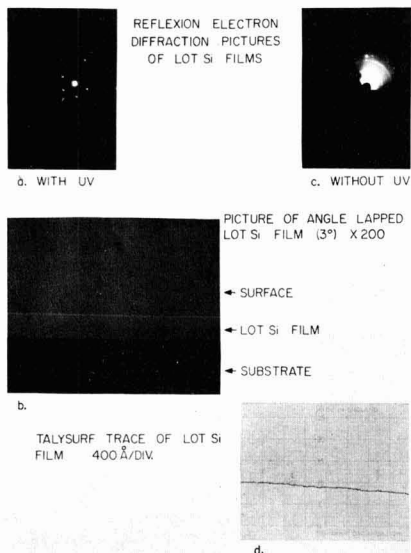 REFLEXION ELECTRON
DIFFRACTION PICTURES
OF LOT Si FILMS
a. WITH UV
c. WITHOUT UV
PICTURE OF ANGLE LAPPED
LOT Si FILM (3°) X200
SURFACE
LOT Si FILM
SUBSTRATE
b.
TALYSURF TRACE OF LOT Si
FILM 400 Å/DIV.
d.